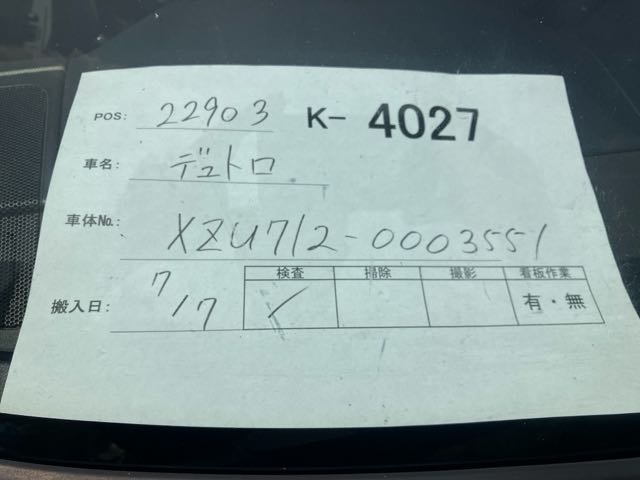 POS: 22903 K- 4027
車名: デュトロ
車体No.: XZU712-0003551
搬入日: 7/7
検査 掃除 撮影 看板作業
✓ 有・無